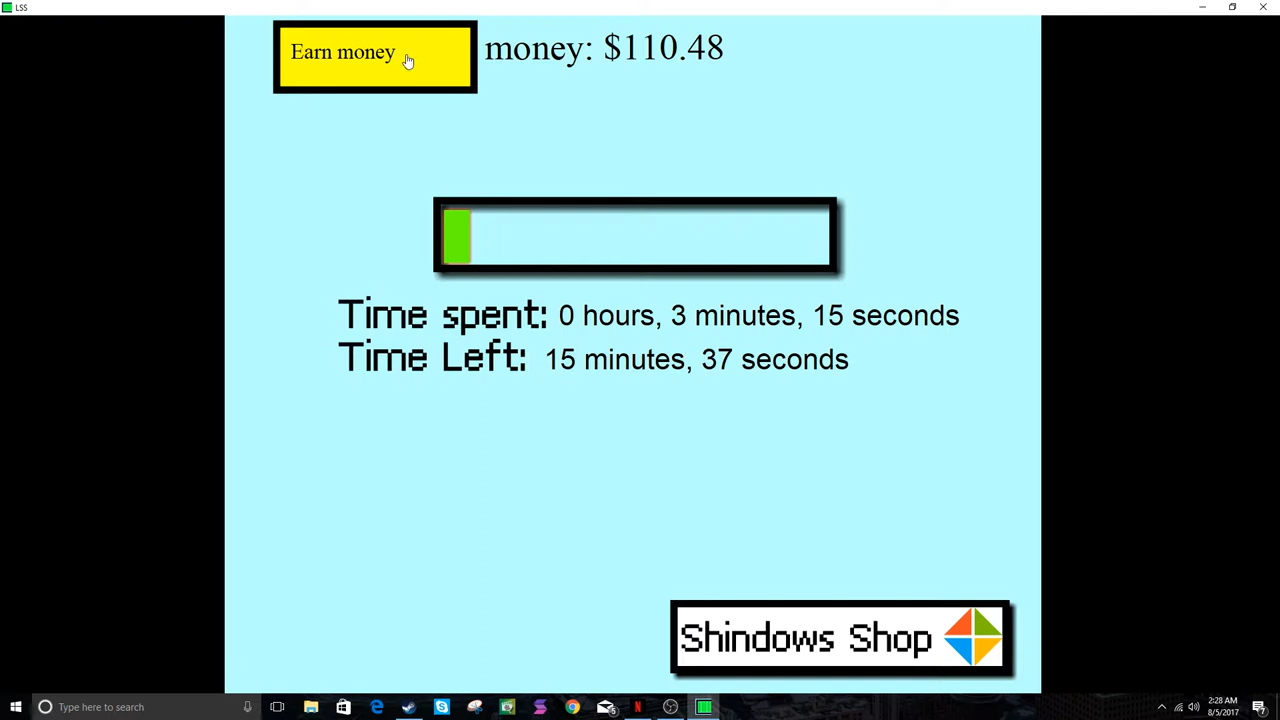 LSS
Earn money
money: $110.48
Time spent: 0 hours, 3 minutes, 15 seconds
Time Left: 15 minutes, 37 seconds
Shindows Shop
Type here to search
2:28 AM
8/5/2017